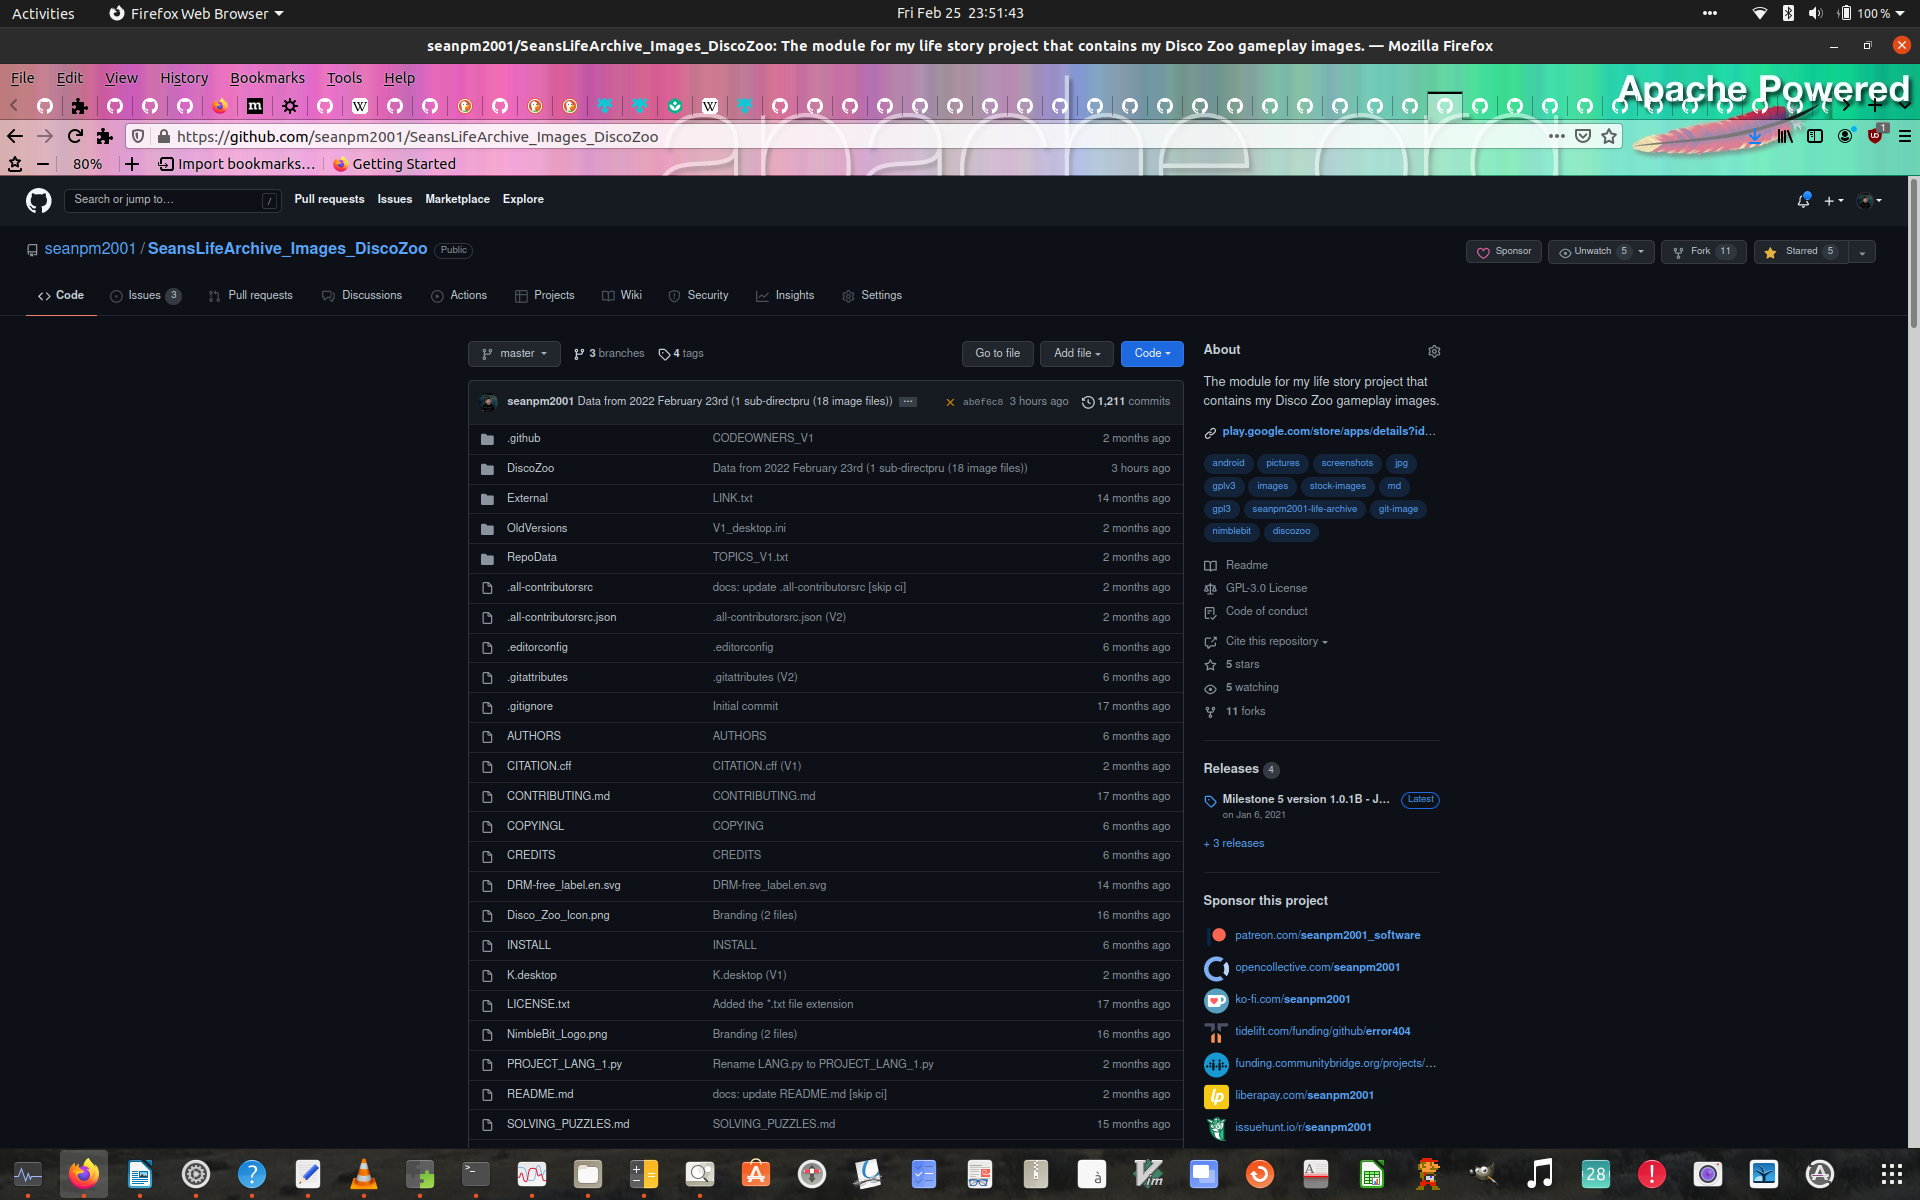 Activities Firefox Web Browser Fri Feb 25 23:51:43 100 %
seanpm2001/SeansLifeArchive_Images_DiscoZoo: The module for my life story project that contains my Disco Zoo gameplay images. — Mozilla Firefox
File Edit View History Bookmarks Tools Help
Apache Powered
https://github.com/seanpm2001/SeansLifeArchive_Images_DiscoZoo
80% Import bookmarks… Getting Started
Search or jump to… / Pull requests Issues Marketplace Explore
seanpm2001 / SeansLifeArchive_Images_DiscoZoo Public
Sponsor Unwatch 5 Fork 11 Starred 5
Code Issues 3 Pull requests Discussions Actions Projects Wiki Security Insights Settings
master 3 branches 4 tags Go to file Add file Code
seanpm2001 Data from 2022 February 23rd (1 sub-directpru (18 image files)) ab0f6c8 3 hours ago 1,211 commits
.github CODEOWNERS_V1 2 months ago
DiscoZoo Data from 2022 February 23rd (1 sub-directpru (18 image files)) 3 hours ago
External LINK.txt 14 months ago
OldVersions V1_desktop.ini 2 months ago
RepoData TOPICS_V1.txt 2 months ago
.all-contributorsrc docs: update .all-contributorsrc [skip ci] 2 months ago
.all-contributorsrc.json .all-contributorsrc.json (V2) 2 months ago
.editorconfig .editorconfig 6 months ago
.gitattributes .gitattributes (V2) 6 months ago
.gitignore Initial commit 17 months ago
AUTHORS AUTHORS 6 months ago
CITATION.cff CITATION.cff (V1) 2 months ago
CONTRIBUTING.md CONTRIBUTING.md 17 months ago
COPYINGL COPYING 6 months ago
CREDITS CREDITS 6 months ago
DRM-free_label.en.svg DRM-free_label.en.svg 14 months ago
Disco_Zoo_Icon.png Branding (2 files) 16 months ago
INSTALL INSTALL 6 months ago
K.desktop K.desktop (V1) 2 months ago
LICENSE.txt Added the *.txt file extension 17 months ago
NimbleBit_Logo.png Branding (2 files) 16 months ago
PROJECT_LANG_1.py Rename LANG.py to PROJECT_LANG_1.py 2 months ago
README.md docs: update README.md [skip ci] 2 months ago
SOLVING_PUZZLES.md SOLVING_PUZZLES.md 15 months ago
About
The module for my life story project that
contains my Disco Zoo gameplay images.
play.google.com/store/apps/details?id…
android pictures screenshots jpg
gplv3 images stock-images md
gpl3 seanpm2001-life-archive git-image
nimblebit discozoo
Readme
GPL-3.0 License
Code of conduct
Cite this repository
5 stars
5 watching
11 forks
Releases 4
Milestone 5 version 1.0.1B - J… Latest
on Jan 6, 2021
+ 3 releases
Sponsor this project
patreon.com/seanpm2001_software
opencollective.com/seanpm2001
ko-fi.com/seanpm2001
tidelift.com/funding/github/error404
funding.communitybridge.org/projects/…
liberapay.com/seanpm2001
issuehunt.io/r/seanpm2001
28